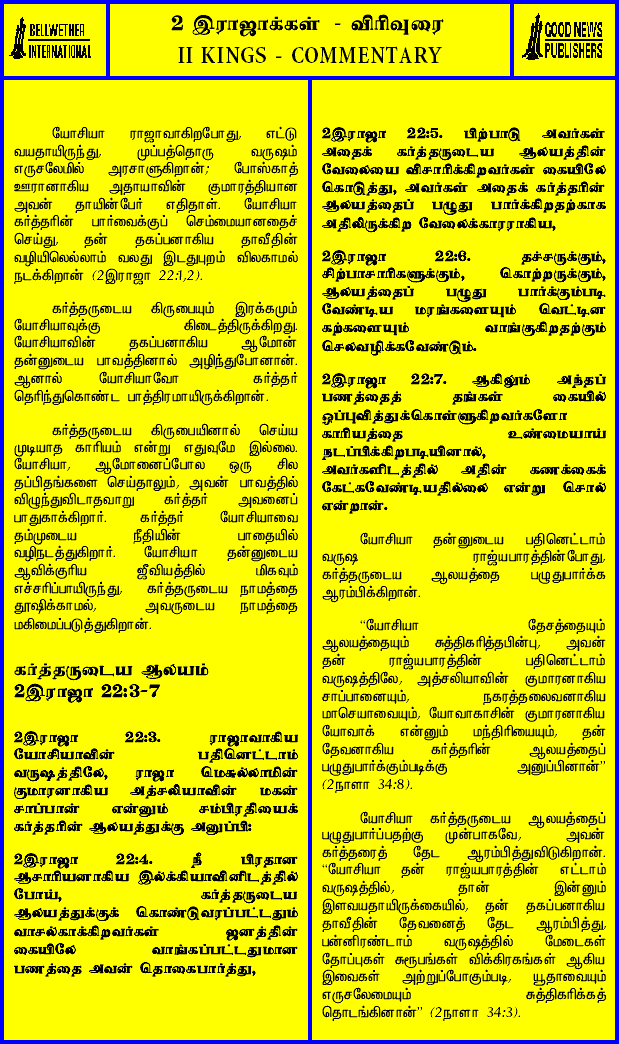 BELLWETHER
INTERNATIONAL
2 இராஜாக்கள் - விரிவுரை
II KINGS - COMMENTARY
GOOD NEWS
PUBLISHERS
யோசியா ராஜாவாகிறபோது, எட்டு
வயதாயிருந்து, முப்பத்தொரு வருஷம்
எருசலேமில் அரசாளுகிறான்; போஸ்காத்
ஊரானாகிய அதாயாவின் குமாரத்தியான
அவன் தாயின்பேர் எதிதாள். யோசியா
கர்த்தரின் பார்வைக்குப் செம்மையானதைச்
செய்து, தன் தகப்பனாகிய தாவீதின்
வழியிலெல்லாம் வலது இடதுபுறம் விலகாமல்
நடக்கிறான் (2இராஜா 22:1,2).
கர்த்தருடைய கிருபையும் இரக்கமும்
யோசியாவுக்கு கிடைத்திருக்கிறது.
யோசியாவின் தகப்பனாகிய ஆமோன்
தன்னுடைய பாவத்தினால் அழிந்துபோனான்.
ஆனால் யோசியாவோ கர்த்தர்
தெரிந்துகொண்ட பாத்திரமாயிருக்கிறான்.
கர்த்தருடைய கிருபையினால் செய்ய
முடியாத காரியம் என்று எதுவுமே இல்லை.
யோசியா, ஆமோனைப்போல ஒரு சில
தப்பிதங்களை செய்தாலும், அவன் பாவத்தில்
விழுந்துவிடாதவாறு கர்த்தர் அவனைப்
பாதுகாக்கிறார். கர்த்தர் யோசியாவை
தம்முடைய நீதியின் பாதையில்
வழிநடத்துகிறார். யோசியா தன்னுடைய
ஆவிக்குரிய ஜீவியத்தில் மிகவும்
எச்சரிப்பாயிருந்து, கர்த்தருடைய நாமத்தை
தூஷிக்காமல், அவருடைய நாமத்தை
மகிமைப்படுத்துகிறான்.
கர்த்தருடைய ஆலயம்
2இராஜா 22:3-7
2இராஜா 22:3. ராஜாவாகிய
யோசியாவின் பதினெட்டாம்
வருஷத்திலே, ராஜா மெசுல்லாமின்
குமாரனாகிய அத்சலியாவின் மகன்
சாப்பான் என்னும் சம்பிரதியைக்
கர்த்தரின் ஆலயத்துக்கு அனுப்பி:
2இராஜா 22:4. நீ பிரதான
ஆசாரியனாகிய இல்க்கியாவினிடத்தில்
போய், கர்த்தருடைய
ஆலயத்துக்குக் கொண்டுவரப்பட்டதும்
வாசல்காக்கிறவர்கள் ஜனத்தின்
கையிலே வாங்கப்பட்டதுமான
பணத்தை அவன் தொகைபார்த்து,
2இராஜா 22:5. பிற்பாடு அவர்கள்
அதைக் கர்த்தருடைய ஆலயத்தின்
வேலையை விசாரிக்கிறவர்கள் கையிலே
கொடுத்து, அவர்கள் அதைக் கர்த்தரின்
ஆலயத்தைப் பழுது பார்க்கிறதற்காக
அதிலிருக்கிற வேலைக்காரராகிய,
2இராஜா 22:6. தச்சருக்கும்,
சிற்பாசாரிகளுக்கும், கொற்றருக்கும்,
ஆலயத்தைப் பழுது பார்க்கும்படி
வேண்டிய மரங்களையும் வெட்டின
கற்களையும் வாங்குகிறதற்கும்
செலவழிக்கவேண்டும்.
2இராஜா 22:7. ஆகிலும் அந்தப்
பணத்தைத் தங்கள் கையில்
ஒப்புவித்துக்கொள்ளுகிறவர்களோ
காரியத்தை உண்மையாய்
நடப்பிக்கிறபடியினால்,
அவர்களிடத்தில் அதின் கணக்கைக்
கேட்கவேண்டியதில்லை என்று சொல்
என்றான்.
யோசியா தன்னுடைய பதினெட்டாம்
வருஷ ராஜ்யபாரத்தின்போது,
கர்த்தருடைய ஆலயத்தை பழுதுபார்க்க
ஆரம்பிக்கிறான்.
“யோசியா தேசத்தையும்
ஆலயத்தையும் சுத்திகரித்தபின்பு, அவன்
தன் ராஜ்யபாரத்தின் பதினெட்டாம்
வருஷத்திலே, அத்சலியாவின் குமாரனாகிய
சாப்பானையும், நகரத்தலைவனாகிய
மாசெயாவையும், யோவாகாசின் குமாரனாகிய
யோவாக் என்னும் மந்திரியையும், தன்
தேவனாகிய கர்த்தரின் ஆலயத்தைப்
பழுதுபார்க்கும்படிக்கு அனுப்பினான்”
(2நாளா 34:8).
யோசியா கர்த்தருடைய ஆலயத்தைப்
பழுதுபார்ப்பதற்கு முன்பாகவே, அவன்
கர்த்தரைத் தேட ஆரம்பித்துவிடுகிறான்.
“யோசியா தன் ராஜ்யபாரத்தின் எட்டாம்
வருஷத்தில், தான் இன்னும்
இளவயதாயிருக்கையில், தன் தகப்பனாகிய
தாவீதின் தேவனைத் தேட ஆரம்பித்து,
பன்னிரண்டாம் வருஷத்தில் மேடைகள்
தோப்புகள் சுரூபங்கள் விக்கிரகங்கள் ஆகிய
இவைகள் அற்றுப்போகும்படி, யூதாவையும்
எருசலேமையும் சுத்திகரிக்கத்
தொடங்கினான்” (2நாளா 34:3).